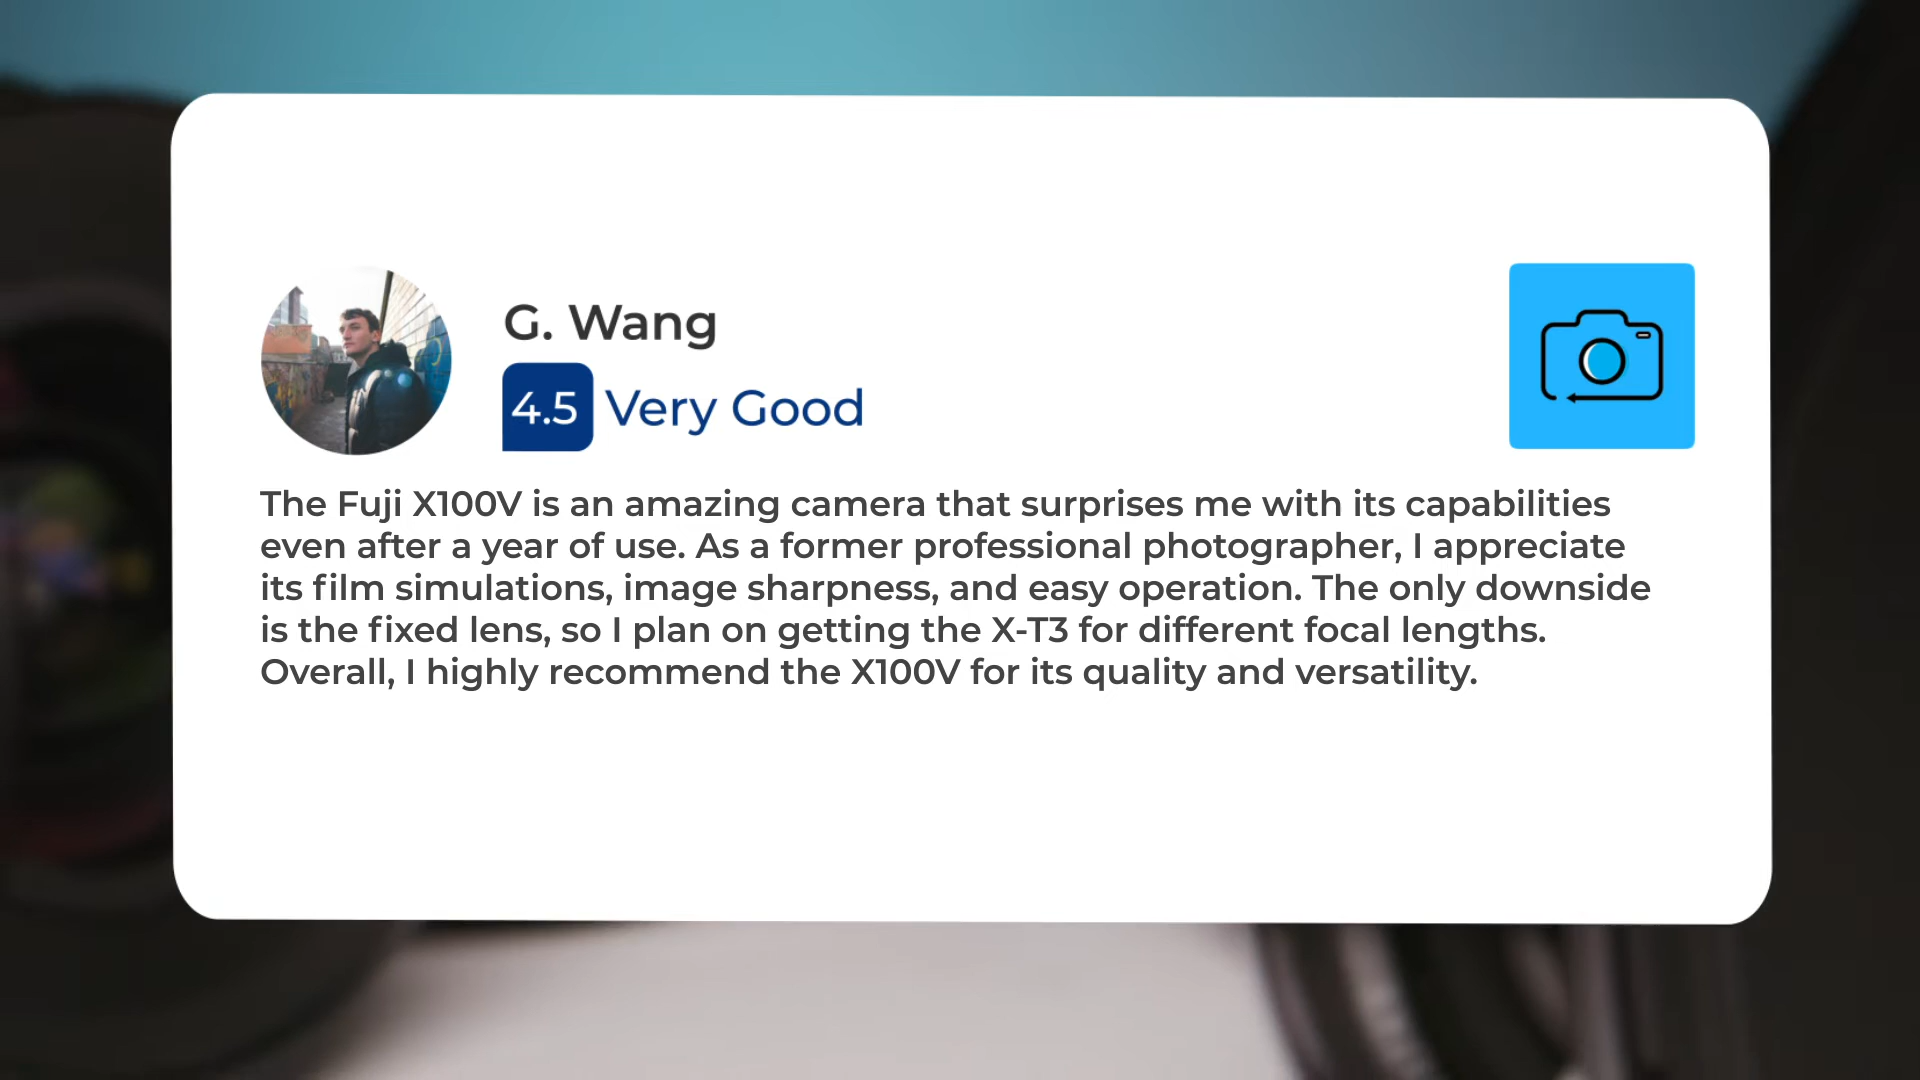 G. Wang
4.5 Very Good
The Fuji X100V is an amazing camera that surprises me with its capabilities
even after a year of use. As a former professional photographer, I appreciate
its film simulations, image sharpness, and easy operation. The only downside
is the fixed lens, so I plan on getting the X-T3 for different focal lengths.
Overall, I highly recommend the X100V for its quality and versatility.